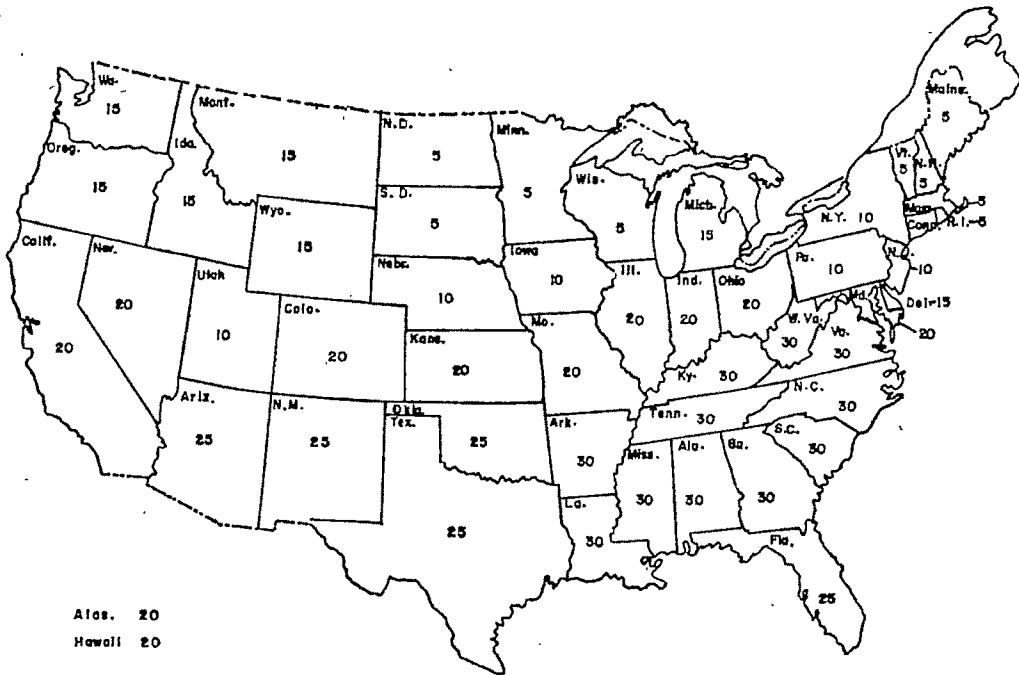 Wa.
15
Mont.
15
N.D.
5
Minn.
5
Maine.
5
Oreg.
15
Ida.
15
Wyo.
15
S.D.
5
Wis.
5
Mich.
15
Vt.
5
N.H.
5
Mass.
5
Conn.
R.I.-5
N.Y. 10
Calif.
20
Nev.
20
Utah
10
Colo.
20
Nebr.
10
Iowa
10
Ill.
20
Ind.
20
Ohio
20
Pa.
10
N.J.
10
Md.
20
Del-15
W.Va.
30
Va.
30
Kans.
20
Mo.
20
Ky. 30
Ariz.
25
N.M.
25
Okla.
25
Tex.
25
Ark.
30
Tenn. 30
N.C.
30
S.C.
30
Miss.
30
Ala.
30
Ga.
30
La.
30
Fla.
25
Alas. 20
Hawaii 20